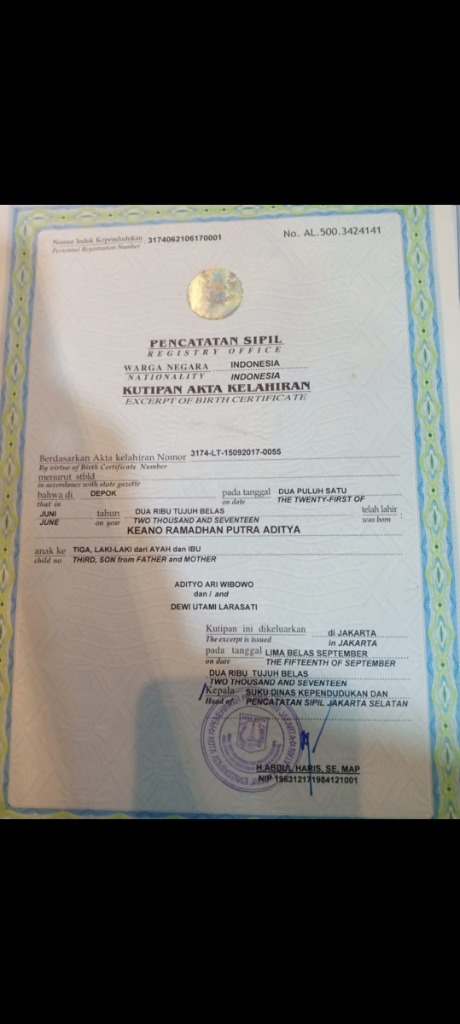 Nomor Induk Kependudukan 3174062106170001
Personnel Registration Number
No. AL.500.3424141
PENCATATAN SIPIL
REGISTRY OFFICE
WARGA NEGARA INDONESIA
NATIONALITY INDONESIA
KUTIPAN AKTA KELAHIRAN
EXCERPT OF BIRTH CERTIFICATE
Berdasarkan Akta kelahiran Nomor 3174-LT-15092017-0055
By virtue of Birth Certificate Number
menurut stbld
in accordance with state gazette
bahwa di DEPOK pada tanggal DUA PULUH SATU
that in on date THE TWENTY-FIRST OF
JUNI tahun DUA RIBU TUJUH BELAS telah lahir :
JUNE on year TWO THOUSAND AND SEVENTEEN was born
KEANO RAMADHAN PUTRA ADITYA
anak ke TIGA, LAKI-LAKI dari AYAH dan IBU
child no THIRD, SON from FATHER and MOTHER
ADITYO ARI WIBOWO
dan / and
DEWI UTAMI LARASATI
Kutipan ini dikeluarkan di JAKARTA
The excerpt is issued in JAKARTA
pada tanggal LIMA BELAS SEPTEMBER
on date THE FIFTEENTH OF SEPTEMBER
DUA RIBU TUJUH BELAS
TWO THOUSAND AND SEVENTEEN
Kepala SUKU DINAS KEPENDUDUKAN DAN
Head of PENCATATAN SIPIL JAKARTA SELATAN
H.ABDUL HARIS, SE, MAP
NIP 196312171984121001